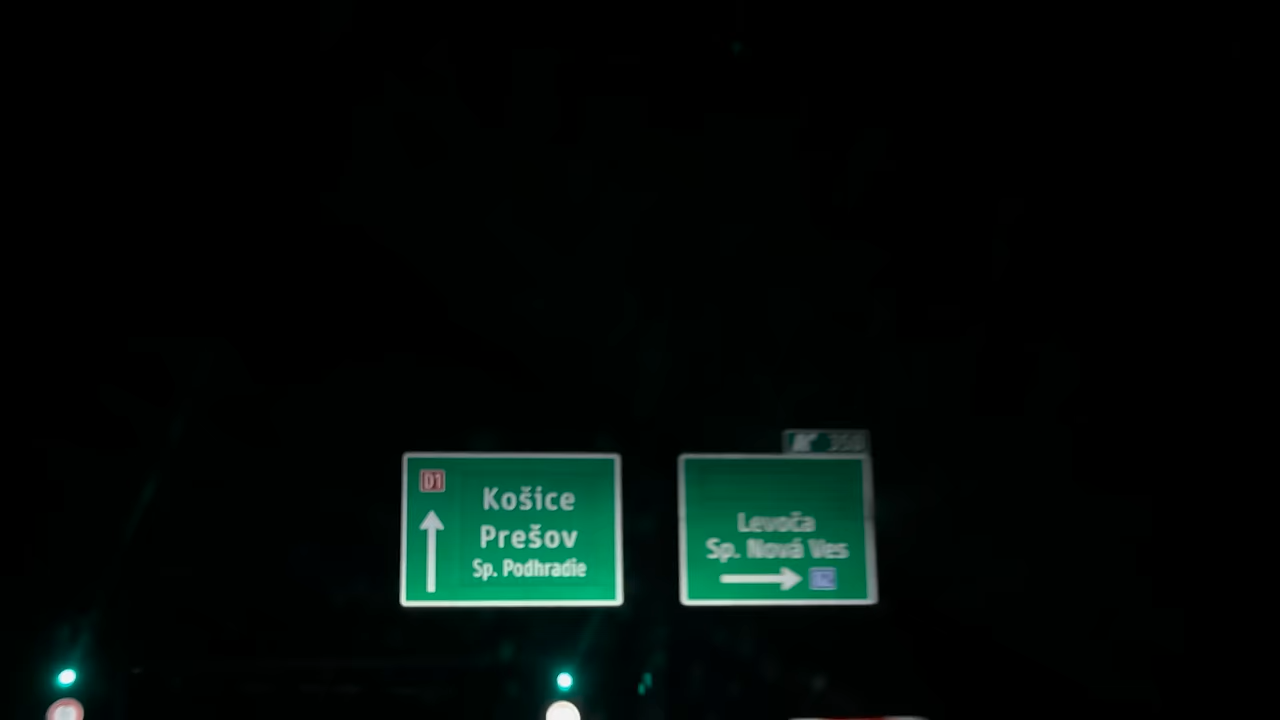 D1
Košice
Prešov
Sp. Podhradie
Levoča
Sp. Nová Ves